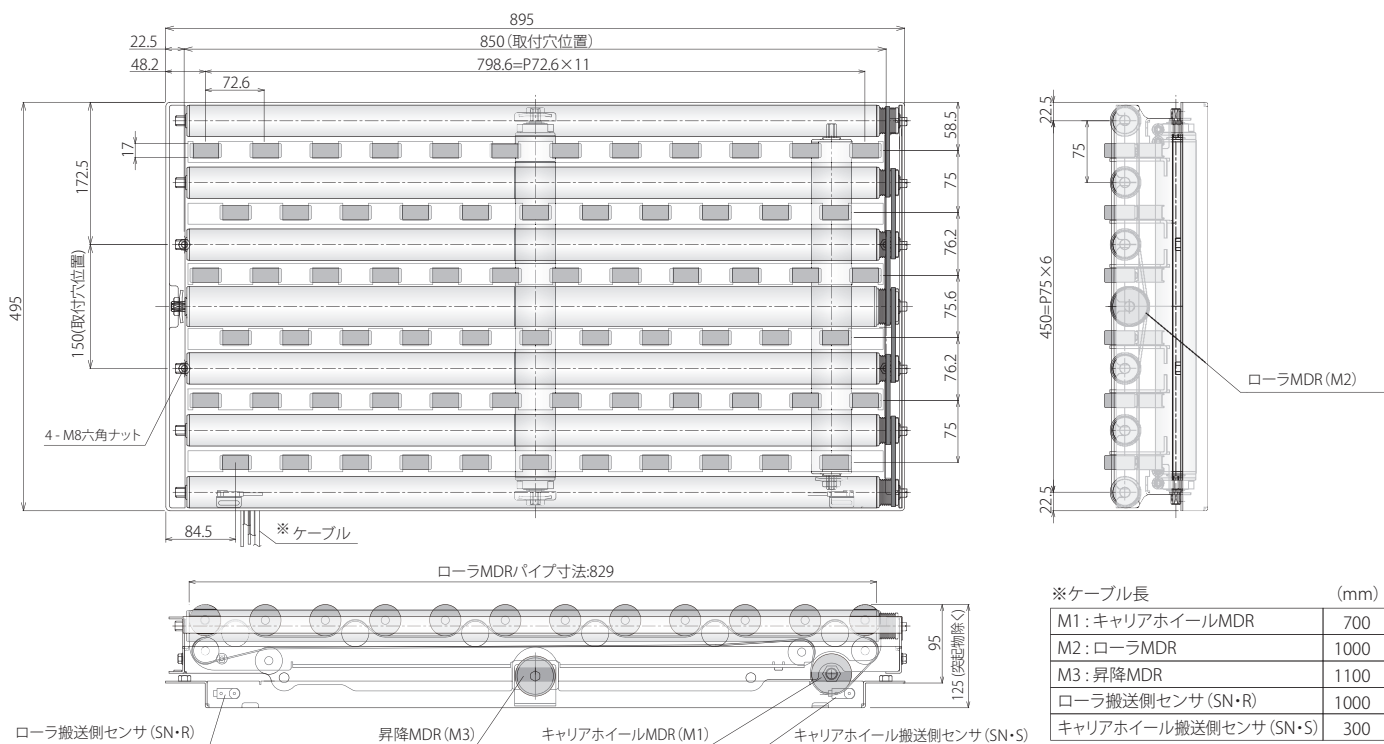 895
22.5
850(取付穴位置)
48.2
798.6=P72.6×11
72.6
17
495
172.5
150(取付穴位置)
4 - M8六角ナット
84.5
※ ケーブル
58.5
75
76.2
75.6
76.2
75
22.5
75
450=P75×6
22.5
ローラMDR(M2)
ローラMDRパイプ寸法:829
95
125(突起物除く)
ローラ搬送側センサ(SN・R)
昇降MDR(M3)
キャリアホイールMDR(M1)
キャリアホイール搬送側センサ(SN・S)
※ケーブル長 (mm)
M1 : キャリアホイールMDR 700
M2 : ローラMDR 1000
M3 : 昇降MDR 1100
ローラ搬送側センサ(SN・R) 1000
キャリアホイール搬送側センサ(SN・S) 300